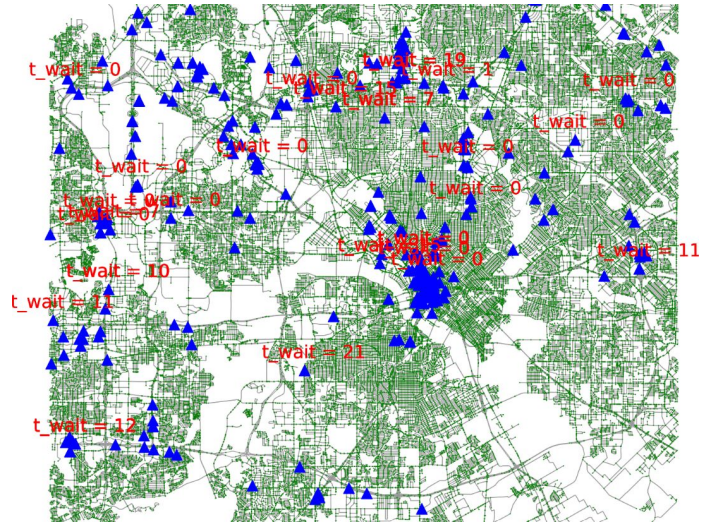 t_wait = 19
t_wait = 0
t_wait = 0
t_wait = 1
t_wait = 0
t_wait = 7
t_wait = 0
t_wait = 0
t_wait = 0
t_wait = 0
t_wait = 0
t_wait = 0
t_wait = 0
t_wait = 11
t_wait = 0
t_wait = 10
t_wait = 11
t_wait = 21
t_wait = 12